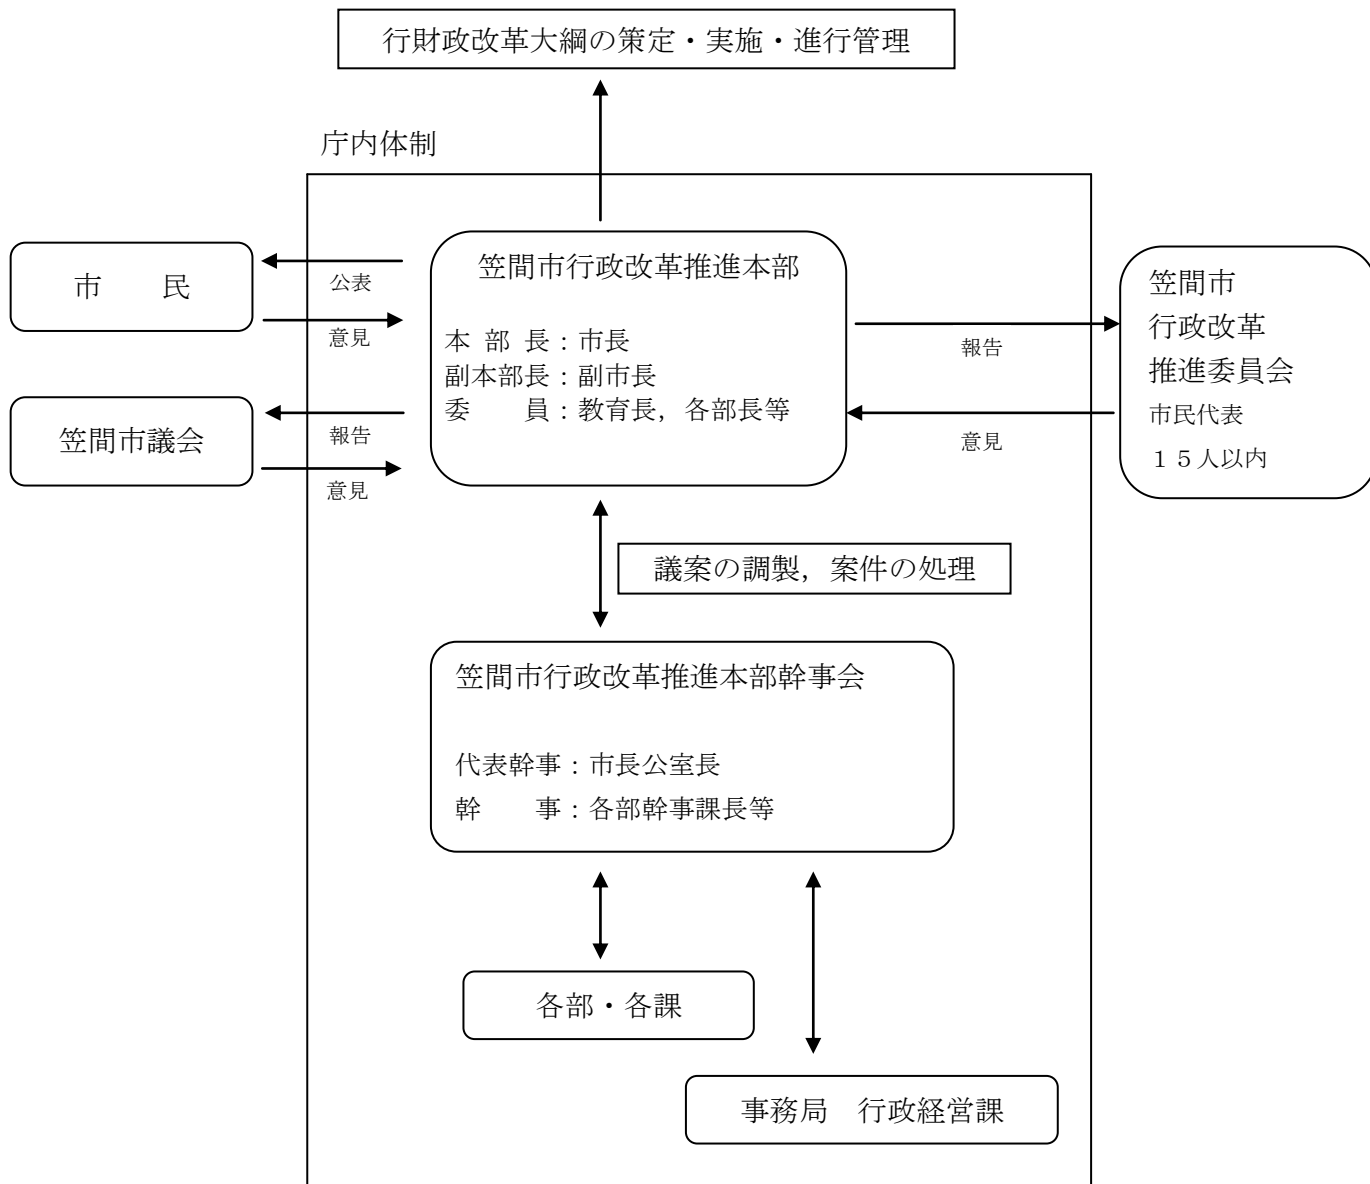 行財政改革大綱の策定・実施・進行管理
庁内体制
市　　民
公表
意見
笠間市議会
報告
意見
笠間市行政改革推進本部
本 部 長：市長
副本部長：副市長
委　　員：教育長，各部長等
報告
意見
笠間市
行政改革
推進委員会
市民代表
１５人以内
議案の調製，案件の処理
笠間市行政改革推進本部幹事会
代表幹事：市長公室長
幹　　事：各部幹事課長等
各部・各課
事務局　行政経営課